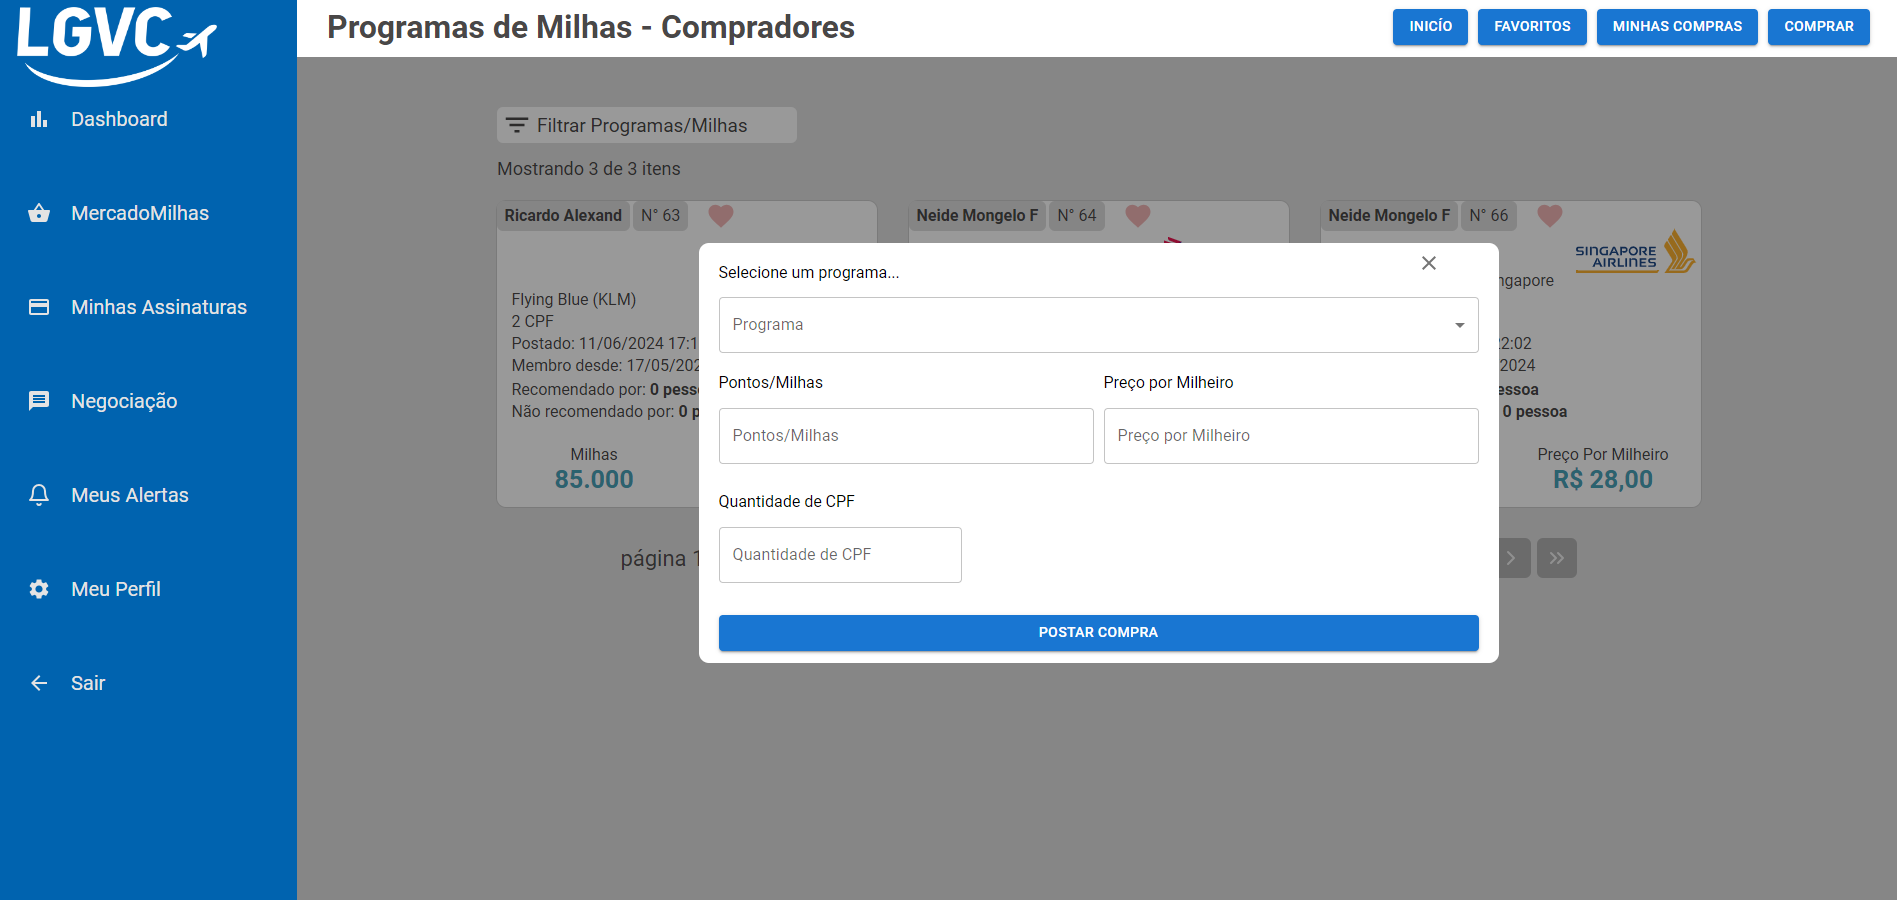 LGVC
Programas de Milhas - Compradores
INICÍO
FAVORITOS
MINHAS COMPRAS
COMPRAR
Dashboard
MercadoMilhas
Minhas Assinaturas
Negociação
Meus Alertas
Meu Perfil
Sair
Filtrar Programas/Milhas
Mostrando 3 de 3 itens
Ricardo Alexand N° 63
Flying Blue (KLM)
2 CPF
Postado: 11/06/2024 17:1
Membro desde: 17/05/202
Recomendado por: 0 pess
Não recomendado por: 0 p
Milhas
85.000
Neide Mongelo F N° 64
Neide Mongelo F N° 66
SINGAPORE
AIRLINES
ngapore
2:02
2024
essoa
0 pessoa
Preço Por Milheiro
R$ 28,00
página 1
Selecione um programa...
Programa
Pontos/Milhas
Preço por Milheiro
Pontos/Milhas
Preço por Milheiro
Quantidade de CPF
Quantidade de CPF
POSTAR COMPRA